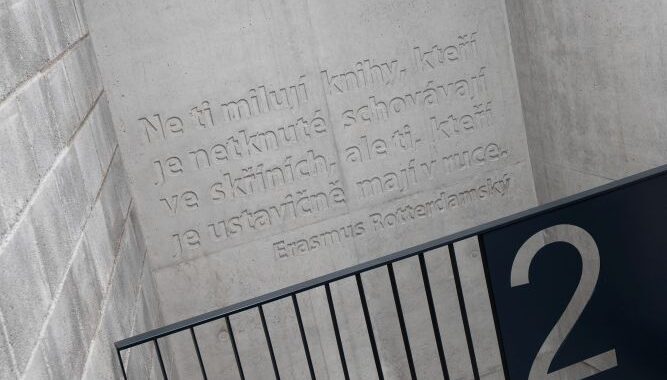 Ne ti milují knihy, kteří
je netknuté schovávají
ve skříních, ale ti, kteří
je ustavičně mají v ruce.
Erasmus Rotterdamský
2